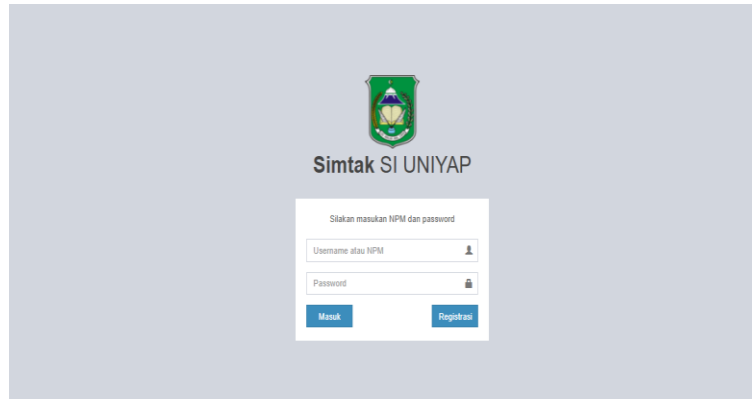 Simtak SI UNIYAP
Silakan masukan NPM dan password
Username atau NPM
Password
Masuk
Registrasi